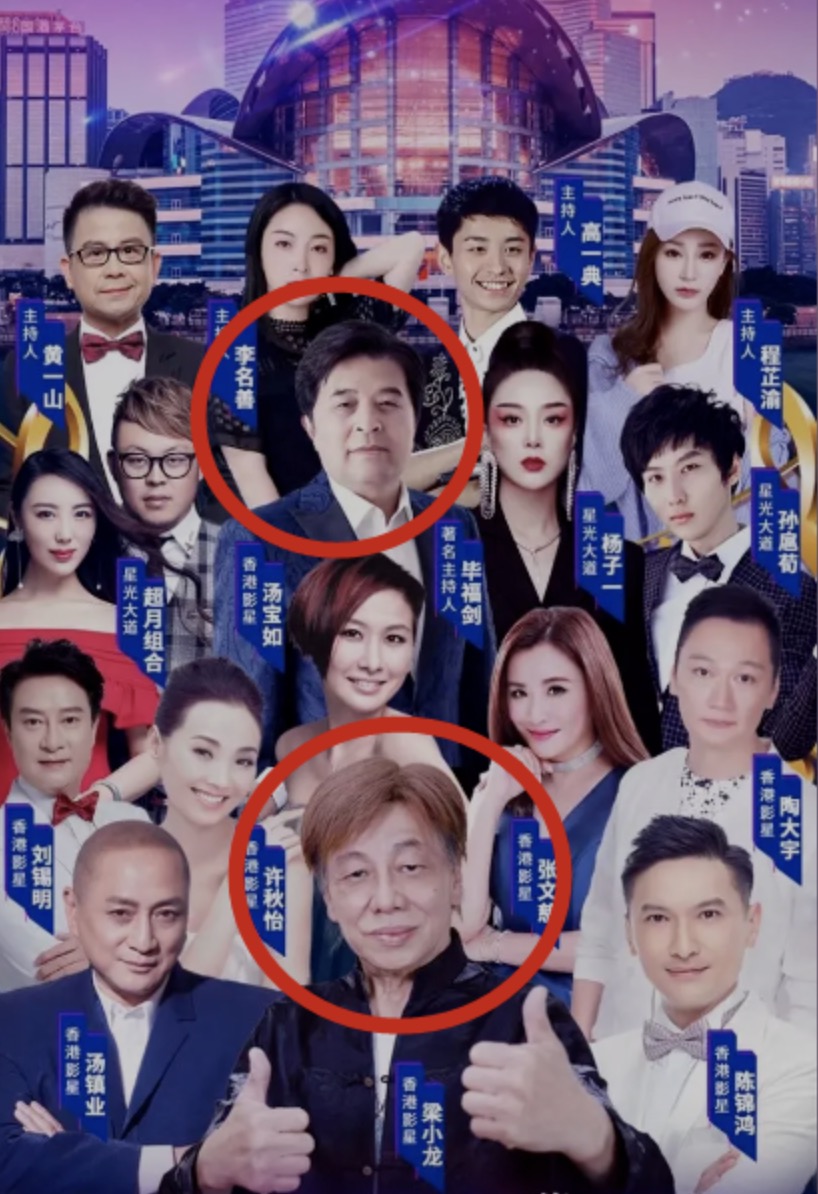 主持人
高一典
主持人
黄一山
李名善
主持人
程芷渝
星光大道
超月组合
香港影星
汤宝如
著名主持人
毕福剑
星光大道
杨子一
星光大道
孙扈荀
香港影星
刘锡明
香港影星
许秋怡
香港影星
张文慈
香港影星
陶大宇
香港影星
汤镇业
香港影星
梁小龙
香港影星
陈锦鸿